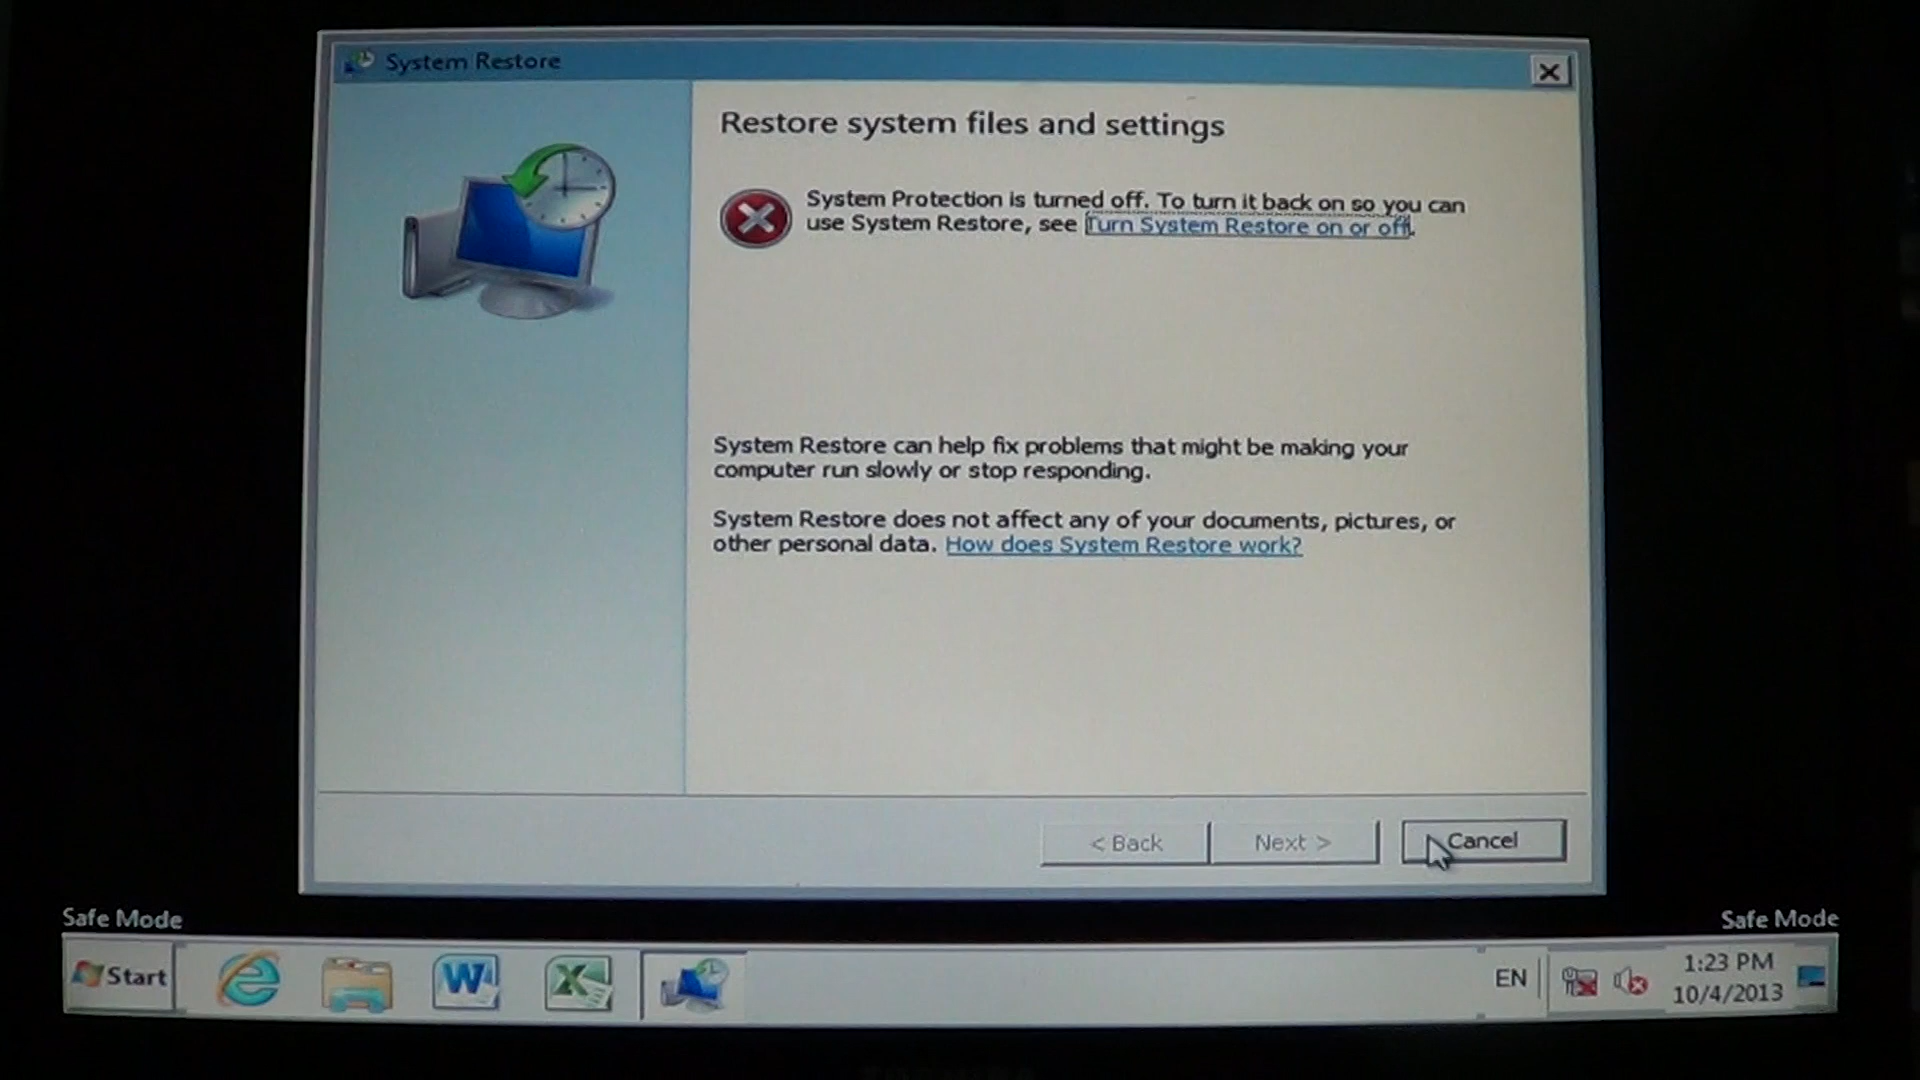 System Restore
Restore system files and settings
System Protection is turned off. To turn it back on so you can
use System Restore, see Turn System Restore on or off.
System Restore can help fix problems that might be making your
computer run slowly or stop responding.
System Restore does not affect any of your documents, pictures, or
other personal data. How does System Restore work?
< Back
Next >
Cancel
Safe Mode
Safe Mode
Start
EN
1:23 PM
10/4/2013